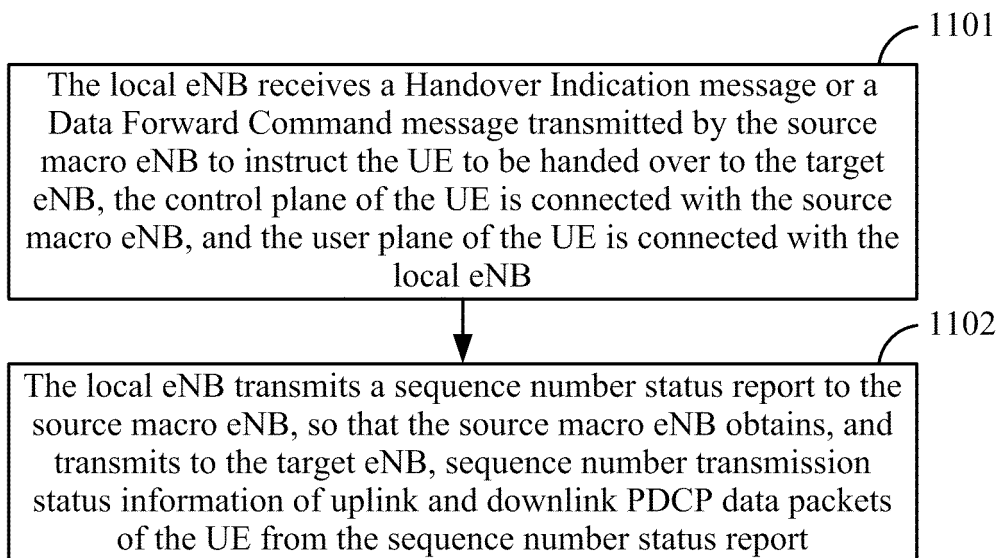 1101
The local eNB receives a Handover Indication message or a
Data Forward Command message transmitted by the source
macro eNB to instruct the UE to be handed over to the target
eNB, the control plane of the UE is connected with the source
macro eNB, and the user plane of the UE is connected with the
local eNB
1102
The local eNB transmits a sequence number status report to the
source macro eNB, so that the source macro eNB obtains, and
transmits to the target eNB, sequence number transmission
status information of uplink and downlink PDCP data packets
of the UE from the sequence number status report